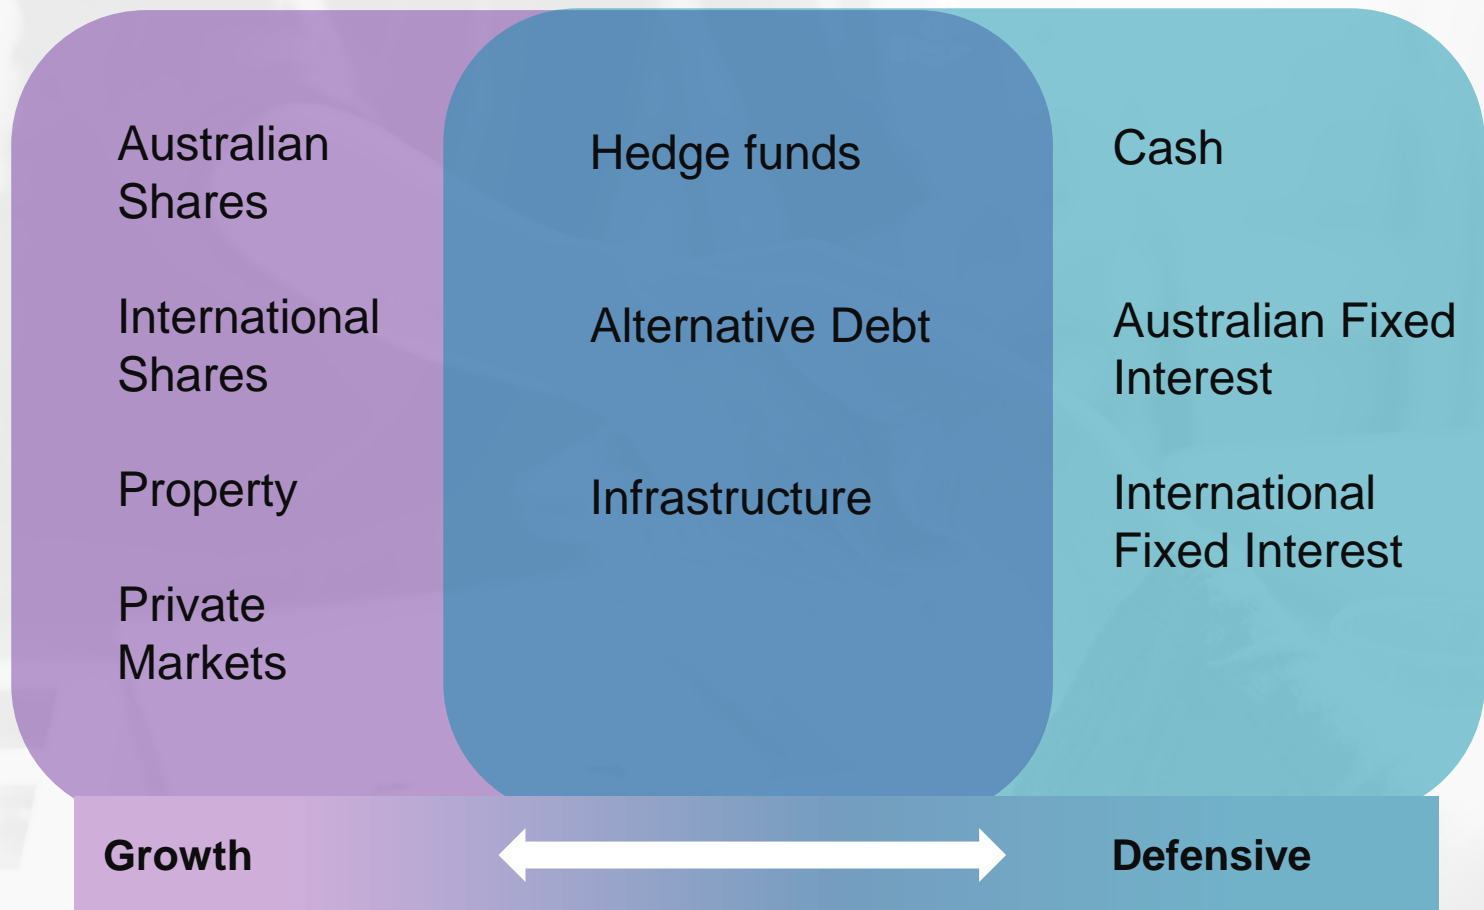 Australian
Shares
International
Shares
Property
Private
Markets
Hedge funds
Alternative Debt
Infrastructure
Cash
Australian Fixed
Interest
International
Fixed Interest
Growth
Defensive